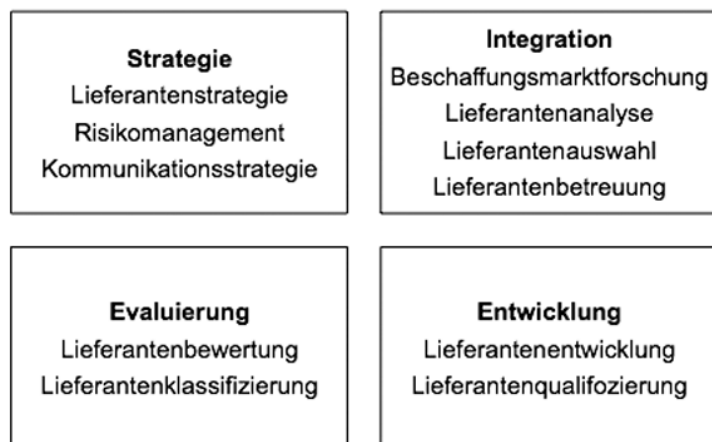 Strategie
Lieferantenstrategie
Risikomanagement
Kommunikationsstrategie
Integration
Beschaffungsmarktforschung
Lieferantenanalyse
Lieferantenauswahl
Lieferantenbetreuung
Evaluierung
Lieferantenbewertung
Lieferantenklassifizierung
Entwicklung
Lieferantenentwicklung
Lieferantenqualifozierung